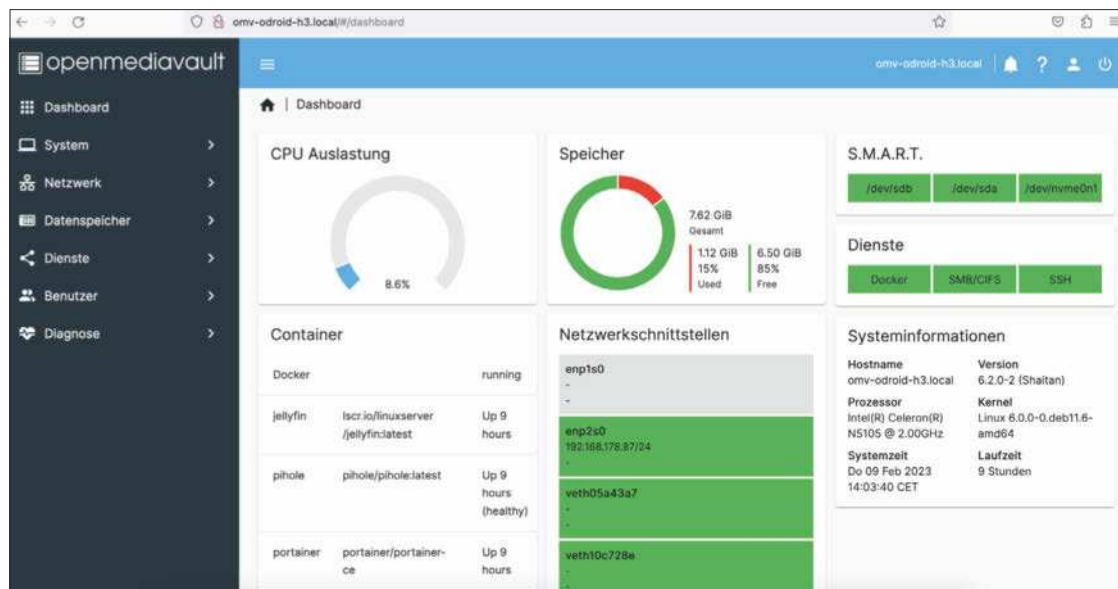 omv-odroid-h3.local/#/dashboard
openmediavault
omv-odroid-h3.local
?
Dashboard
System
Netzwerk
Datenspeicher
Dienste
Benutzer
Diagnose
| Dashboard
CPU Auslastung
8.6%
Speicher
7.62 GiB
Gesamt
1.12 GiB
15%
Used
6.50 GiB
85%
Free
S.M.A.R.T.
/dev/sdb
/dev/sda
/dev/nvme0n1
Dienste
Docker
SMB/CIFS
SSH
Container
Docker
running
jellyfin
lscr.io/linuxserver
/jellyfin:latest
Up 9
hours
pihole
pihole/pihole:latest
Up 9
hours
(healthy)
portainer
portainer/portainer-
ce
Up 9
hours
Netzwerkschnittstellen
enp1s0
-
-
enp2s0
192.168.178.87/24
-
veth05a43a7
-
-
veth10c728e
-
Systeminformationen
Hostname
omv-odroid-h3.local
Version
6.2.0-2 (Shaitan)
Prozessor
Intel(R) Celeron(R)
N5105 @ 2.00GHz
Kernel
Linux 6.0.0-0.deb11.6-
amd64
Systemzeit
Do 09 Feb 2023
14:03:40 CET
Laufzeit
9 Stunden